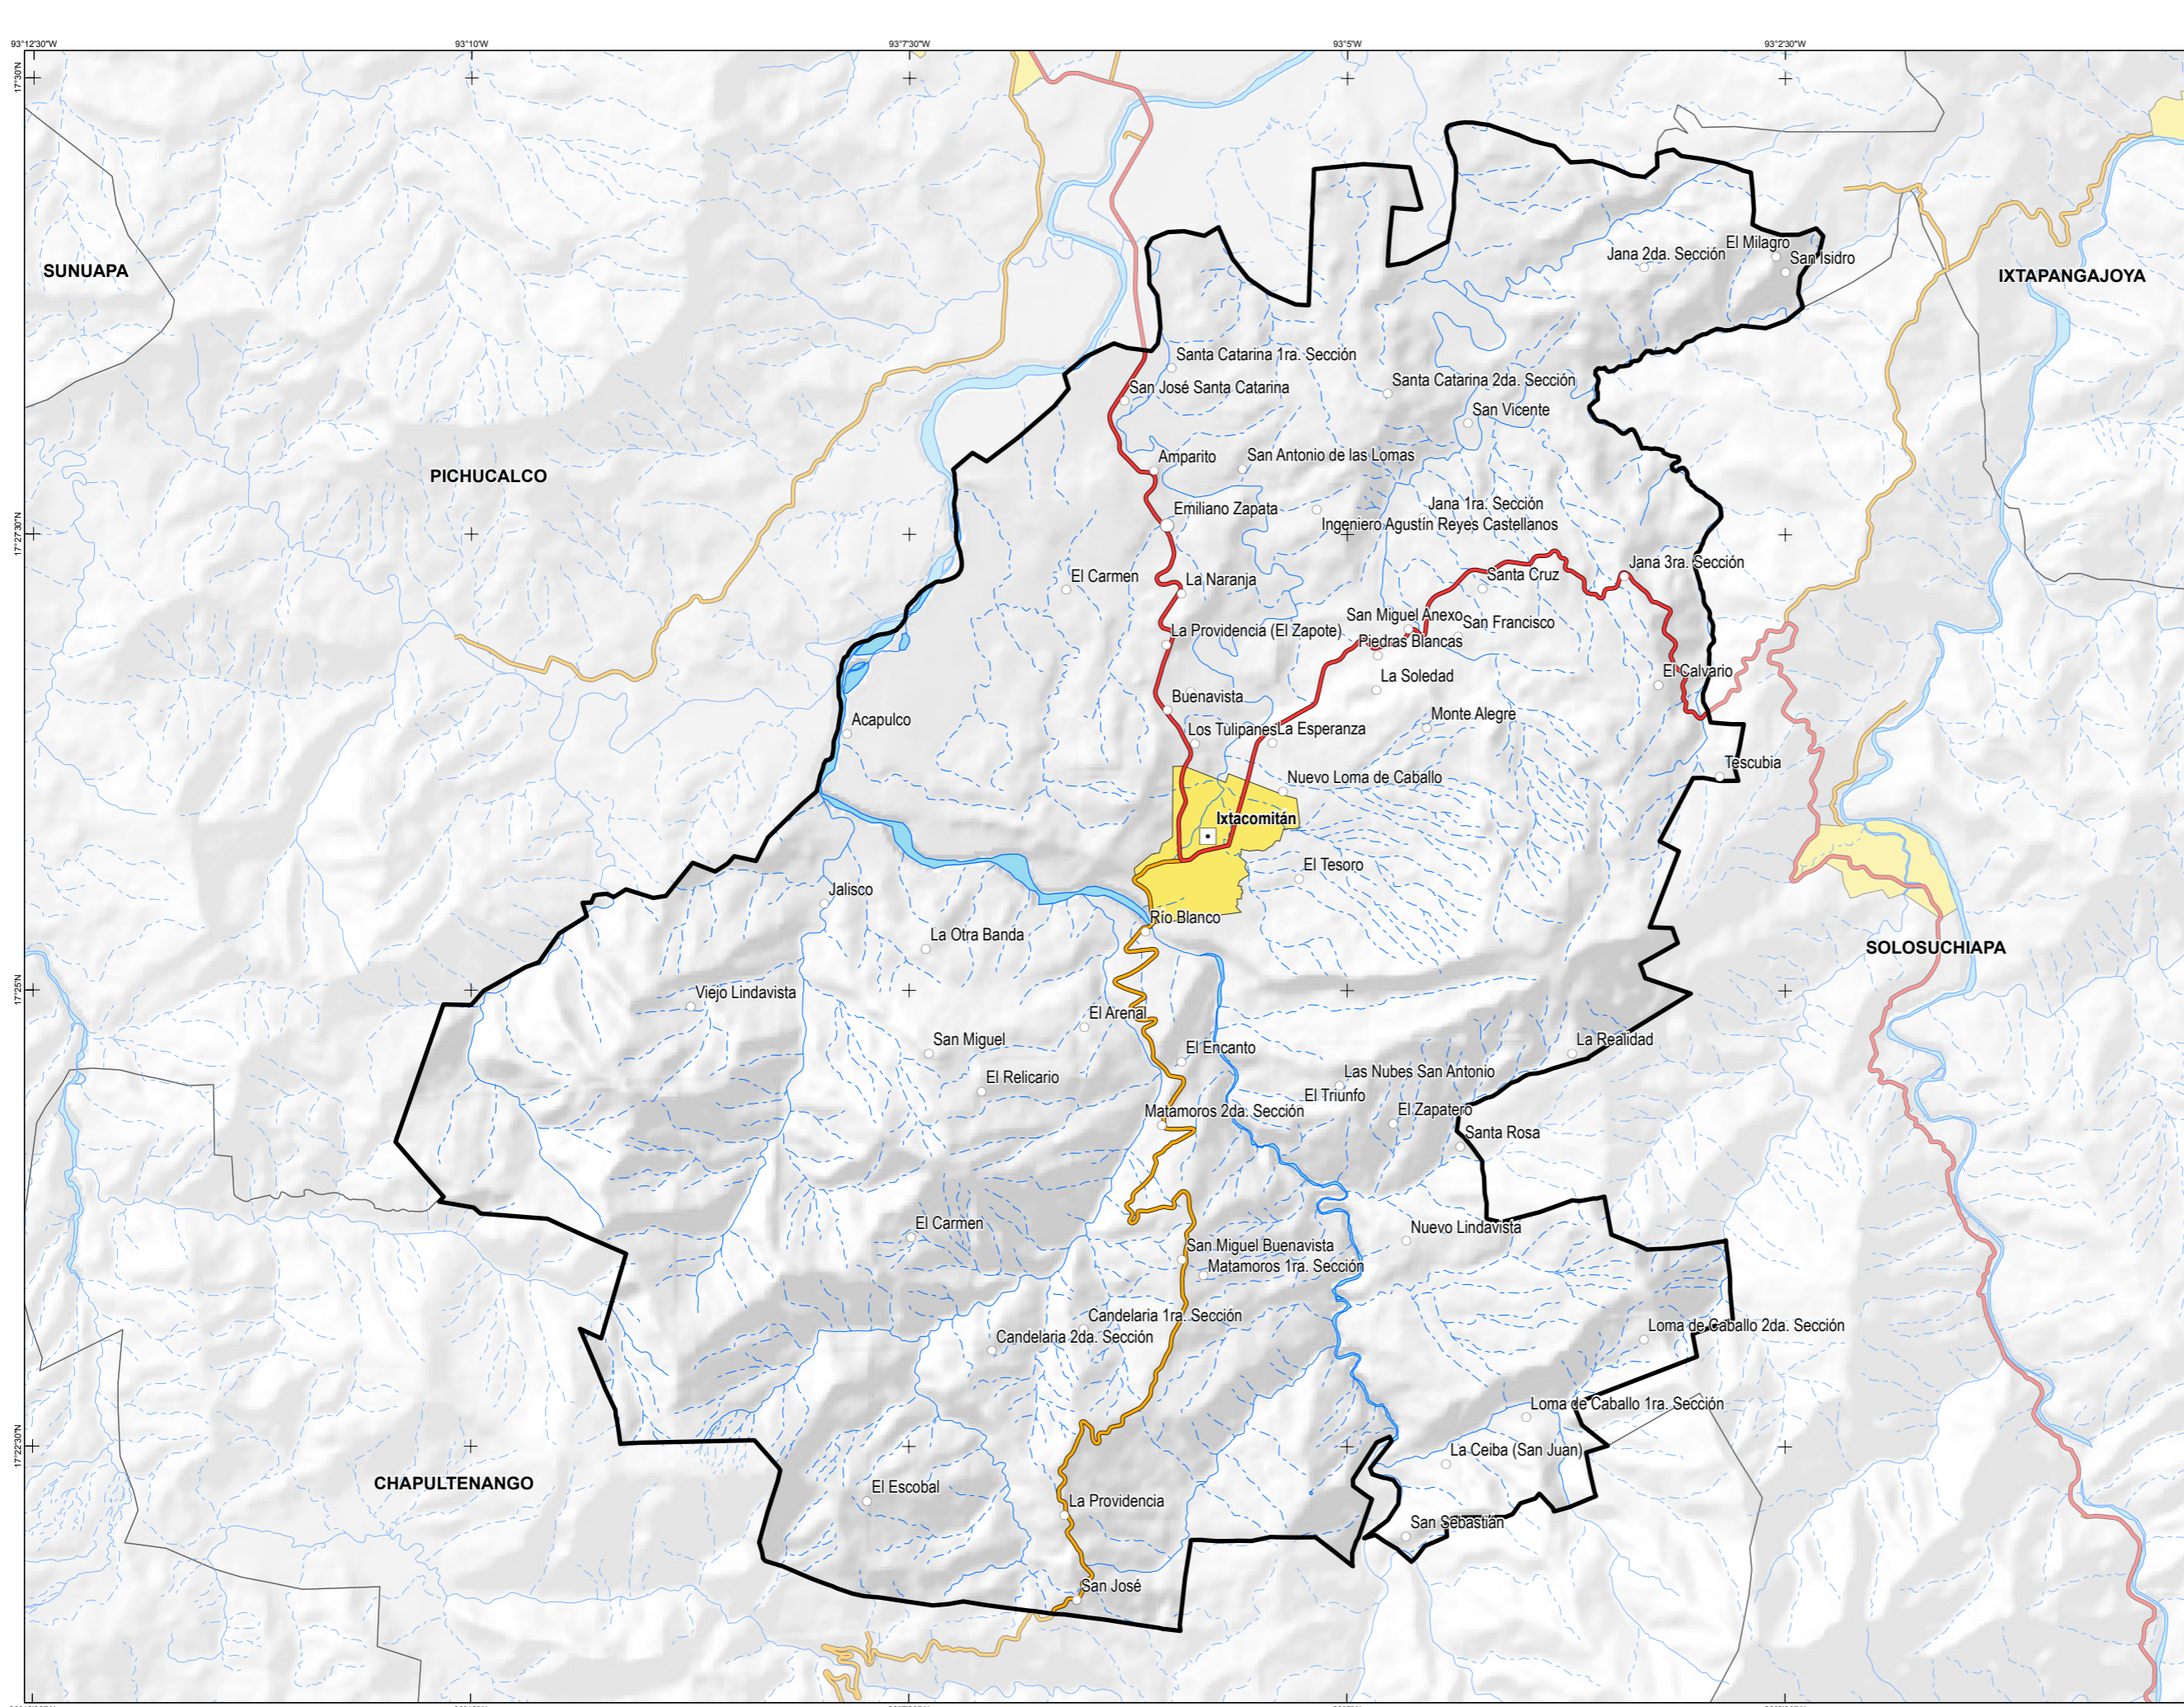 93°12'30"W
93°10'W
93°7'30"W
93°5'W
93°2'30"W
17°30'N
17°27'30"N
17°25'N
17°22'30"N
El Milagro
Jana 2da. Sección
San Isidro
SUNUAPA
IXTAPANGAJOYA
Santa Catarina 1ra. Sección
Santa Catarina 2da. Sección
San José Santa Catarina
San Vicente
Amparito
San Antonio de las Lomas
PICHUCALCO
Jana 1ra. Sección
Emiliano Zapata
Ingeniero Agustín Reyes Castellanos
Jana 3ra. Sección
El Carmen
La Naranja
Santa Cruz
San Miguel Anexo
San Francisco
La Providencia (El Zapote)
Piedras Blancas
La Soledad
El Calvario
Buenavista
Acapulco
Monte Alegre
Los Tulipanes
La Esperanza
Tescubia
Nuevo Loma de Caballo
Ixtacomitán
El Tesoro
Jalisco
Río Blanco
La Otra Banda
SOLOSUCHIAPA
Viejo Lindavista
El Arenal
San Miguel
El Encanto
La Realidad
El Relicario
Las Nubes San Antonio
El Triunfo
Matamoros 2da. Sección
El Zapatero
Santa Rosa
El Carmen
Nuevo Lindavista
San Miguel Buenavista
Matamoros 1ra. Sección
Candelaria 1ra. Sección
Candelaria 2da. Sección
Loma de Caballo 2da. Sección
Loma de Caballo 1ra. Sección
La Ceiba (San Juan)
CHAPULTENANGO
El Escobal
La Providencia
San Sebastián
San José